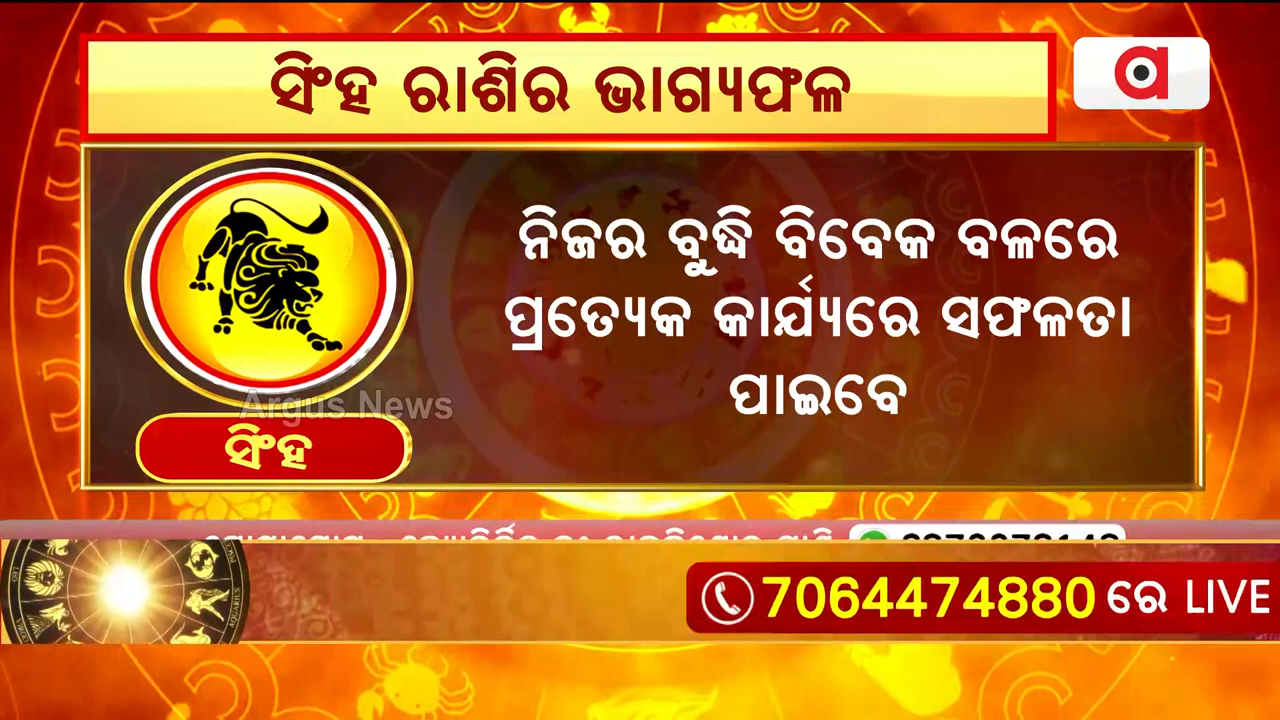 ସିଂହ ରାଶିର ଭାଗ୍ୟଫଳ
a
ନିଜର ବୁଦ୍ଧି ବିବେକ ବଳରେ
ପ୍ରତ୍ୟେକ କାର୍ଯ୍ୟରେ ସଫଳତା
ପାଇବେ
Argus News
ସିଂହ
7064474880 ରେ LIVE